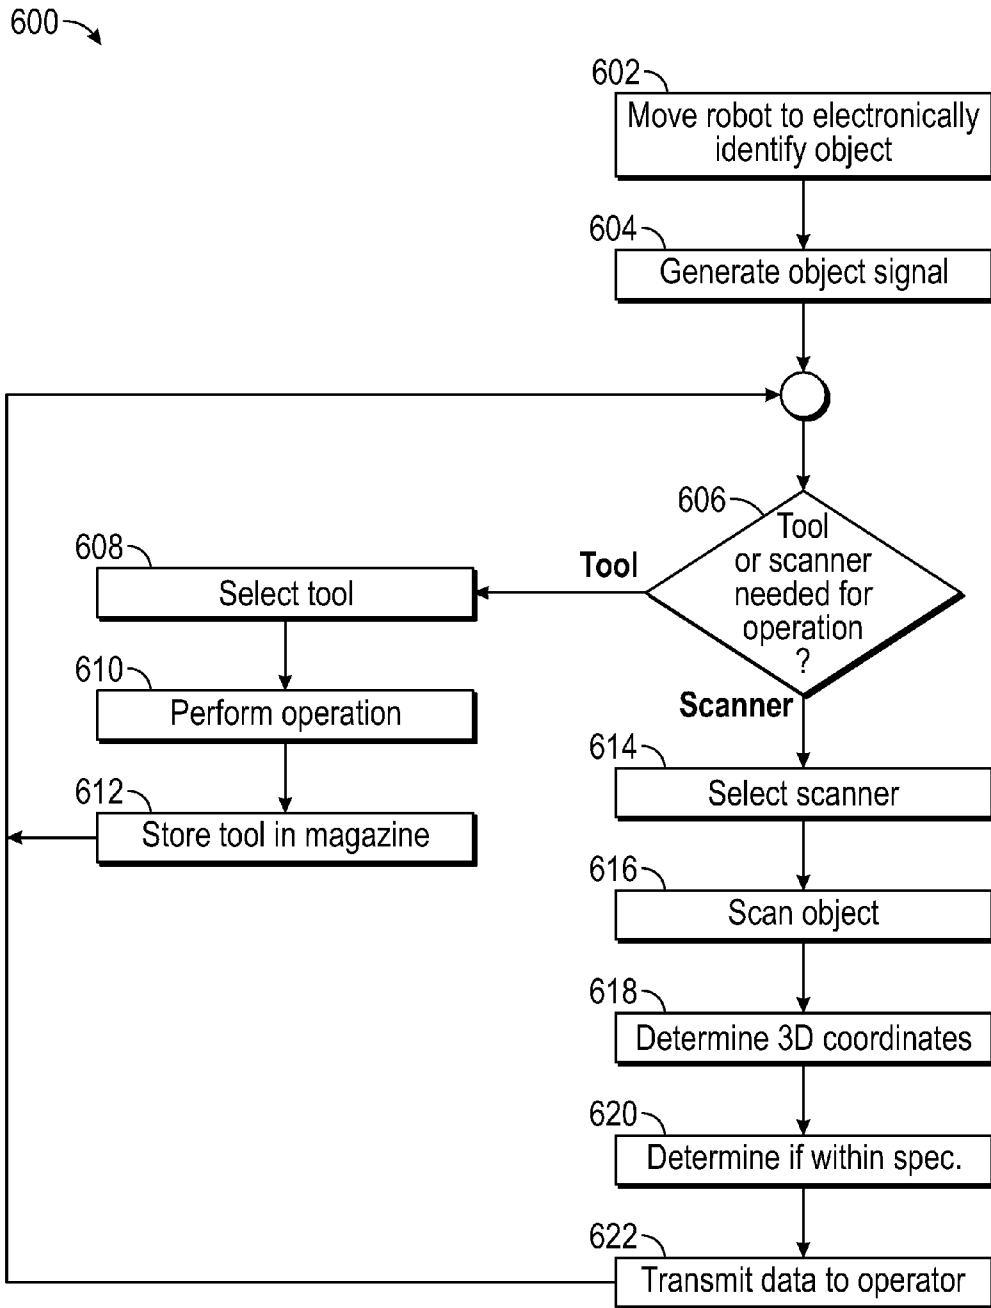 600
602
Move robot to electronically
identify object
604
Generate object signal
606
Tool
or scanner
needed for
operation
?
Tool
608
Select tool
610
Perform operation
612
Store tool in magazine
Scanner
614
Select scanner
616
Scan object
618
Determine 3D coordinates
620
Determine if within spec.
622
Transmit data to operator